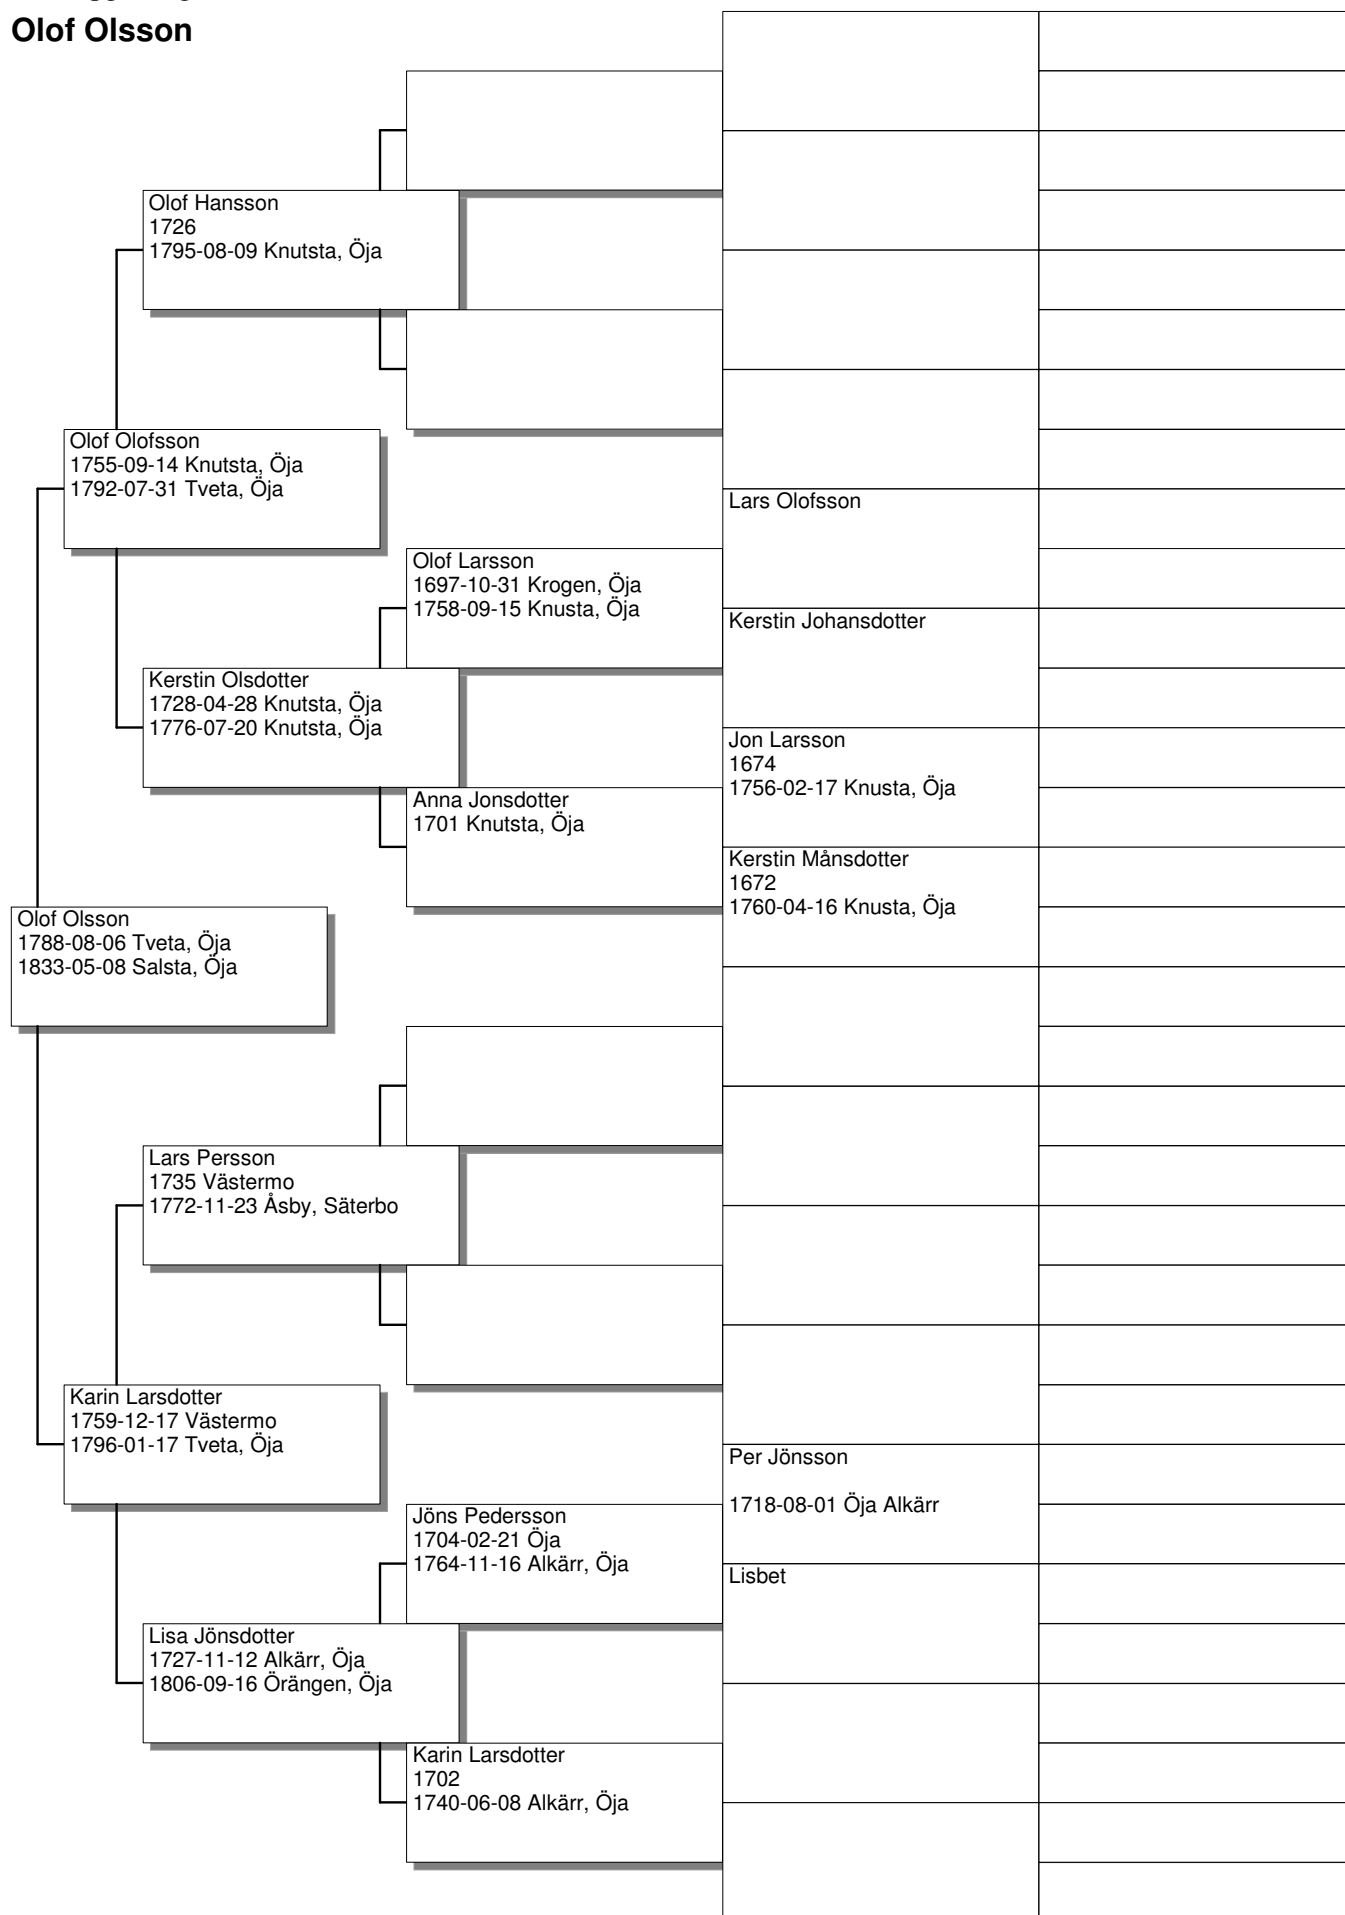 Olof Olsson
Olof Hansson
1726
1795-08-09 Knutsta, Öja
Olof Olofsson
1755-09-14 Knutsta, Öja
1792-07-31 Tveta, Öja
Lars Olofsson
Olof Larsson
1697-10-31 Krogen, Öja
1758-09-15 Knusta, Öja
Kerstin Johansdotter
Kerstin Olsdotter
1728-04-28 Knutsta, Öja
1776-07-20 Knutsta, Öja
Jon Larsson
1674
1756-02-17 Knusta, Öja
Anna Jonsdotter
1701 Knutsta, Öja
Kerstin Månsdotter
1672
1760-04-16 Knusta, Öja
Olof Olsson
1788-08-06 Tveta, Öja
1833-05-08 Salsta, Öja
Lars Persson
1735 Västermo
1772-11-23 Åsby, Säterbo
Karin Larsdotter
1759-12-17 Västermo
1796-01-17 Tveta, Öja
Per Jönsson
1718-08-01 Öja Alkärr
Jöns Pedersson
1704-02-21 Öja
1764-11-16 Alkärr, Öja
Lisbet
Lisa Jönsdotter
1727-11-12 Alkärr, Öja
1806-09-16 Örängen, Öja
Karin Larsdotter
1702
1740-06-08 Alkärr, Öja